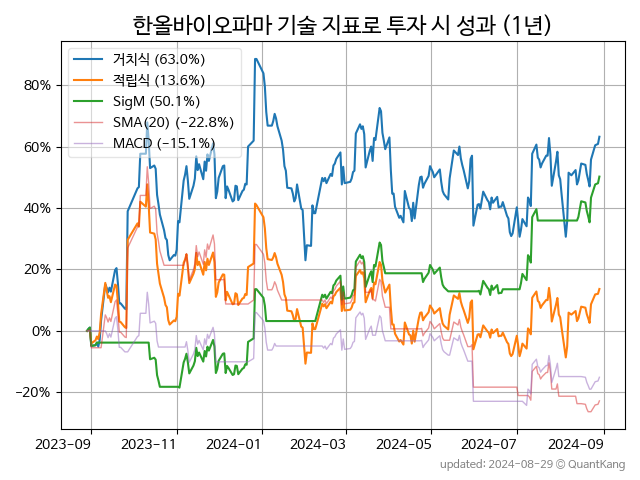 한올바이오파마 기술 지표로 투자 시 성과 (1년)
거치식 (63.0%)
적립식 (13.6%)
SigM (50.1%)
SMA(20) (−22.8%)
MACD (−15.1%)
80%
60%
40%
20%
0%
−20%
2023-09 2023-11 2024-01 2024-03 2024-05 2024-07 2024-09
updated: 2024-08-29 © QuantKang